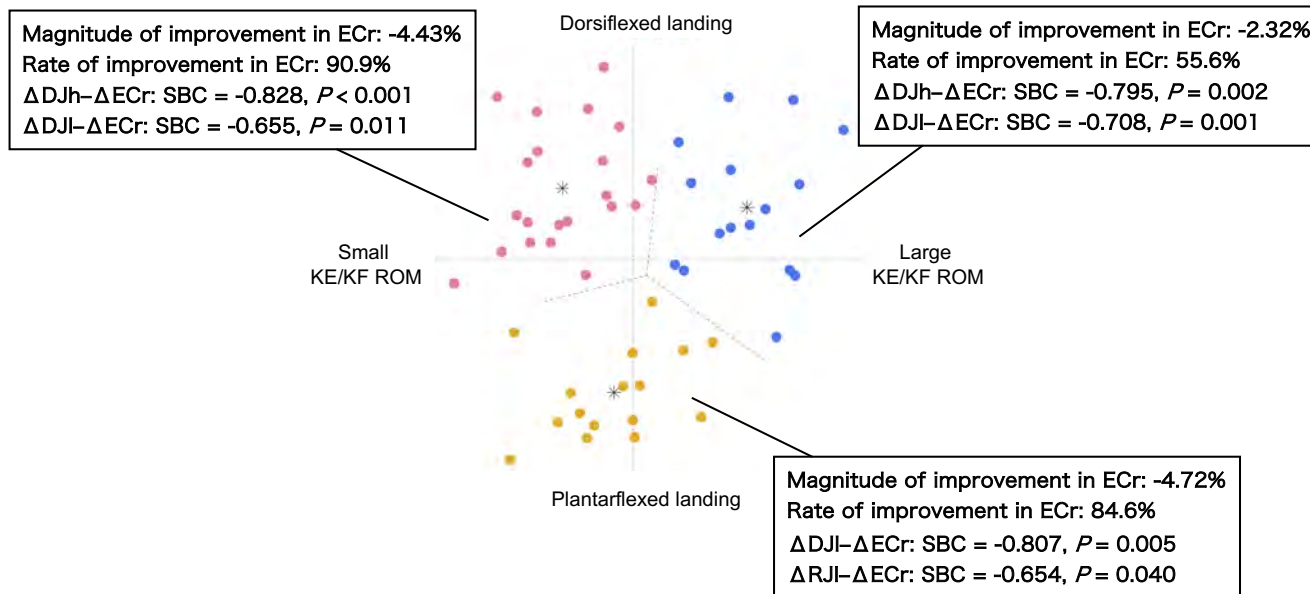 Dorsiflexed landing
Magnitude of improvement in ECr: -4.43%
Rate of improvement in ECr: 90.9%
ΔDJh–ΔECr: SBC = -0.828, P < 0.001
ΔDJI–ΔECr: SBC = -0.655, P = 0.011
Magnitude of improvement in ECr: -2.32%
Rate of improvement in ECr: 55.6%
ΔDJh–ΔECr: SBC = -0.795, P = 0.002
ΔDJI–ΔECr: SBC = -0.708, P = 0.001
Small
KE/KF ROM
Large
KE/KF ROM
Plantarflexed landing
Magnitude of improvement in ECr: -4.72%
Rate of improvement in ECr: 84.6%
ΔDJI–ΔECr: SBC = -0.807, P = 0.005
ΔRJI–ΔECr: SBC = -0.654, P = 0.040